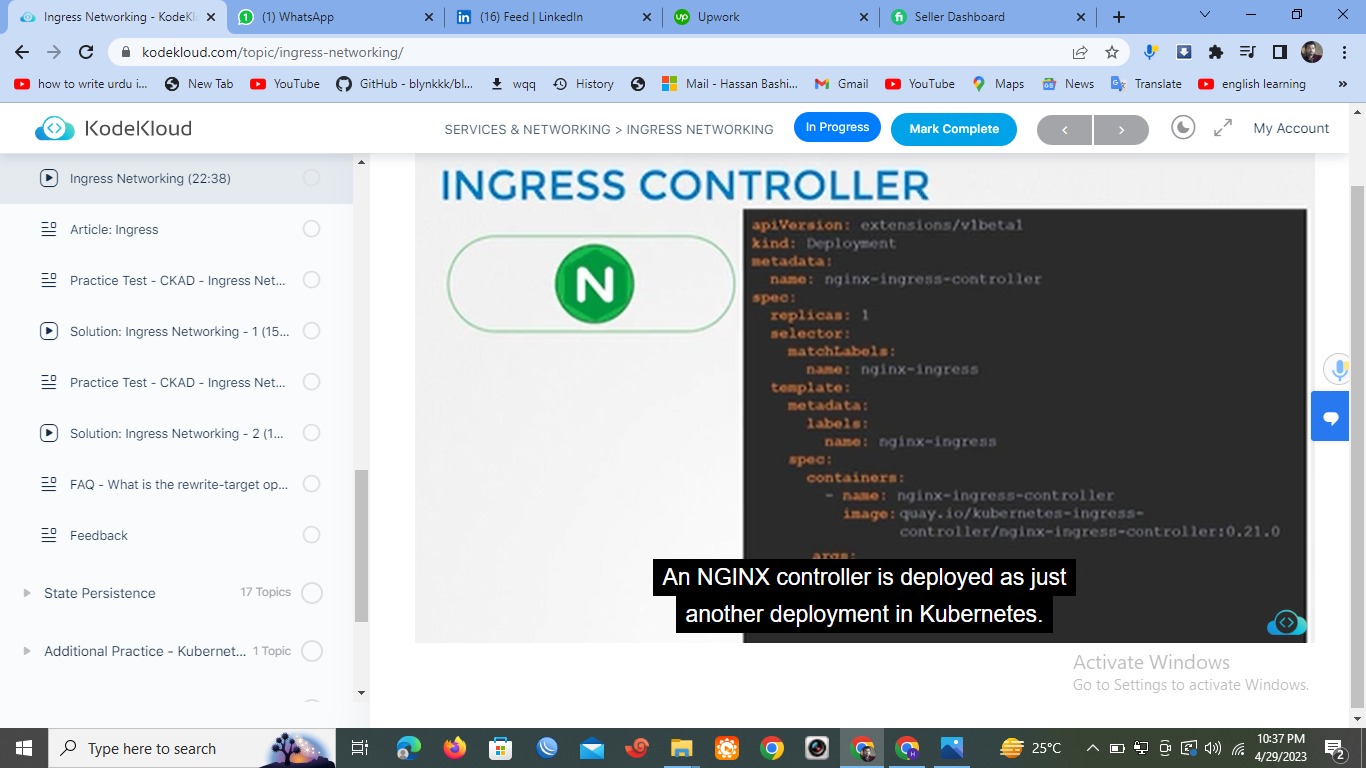 Ingress Networking - Kode Kl
(1) WhatsApp
(16) Feed | LinkedIn
Upwork
Seller Dashboard
kodekloud.com/topic/ingress-networking/
how to write urdu i...
New Tab
YouTube
GitHub - blynkkk/bl...
wqq
History
Mail - Hassan Bashi...
Gmail
YouTube
Maps
News
Translate
english learning
KodeKloud
SERVICES & NETWORKING > INGRESS NETWORKING
In Progress
Mark Complete
My Account
Ingress Networking (22:38)
Article: Ingress
Practice Test - CKAD - Ingress Net...
Solution: Ingress Networking - 1 (15...
Practice Test - CKAD - Ingress Net...
Solution: Ingress Networking - 2 (1...
FAQ - What is the rewrite-target op...
Feedback
State Persistence
17 Topics
Additional Practice - Kubernet...
1 Topic
INGRESS CONTROLLER
N
apiVersion: extensions/v1beta1
kind: Deployment
metadata:
name: nginx-ingress-controller
spec:
replicas: 1
selector:
matchLabels:
name: nginx-ingress
template:
metadata:
labels:
name: nginx-ingress
spec:
containers:
- name: nginx-ingress-controller
image: quay.io/kubernetes-ingress-
controller/nginx-ingress-controller:0.21.0
args:
An NGINX controller is deployed as just
another deployment in Kubernetes.
Activate Windows
Go to Settings to activate Windows.
Type here to search
25°C
10:37 PM
4/29/2023
2